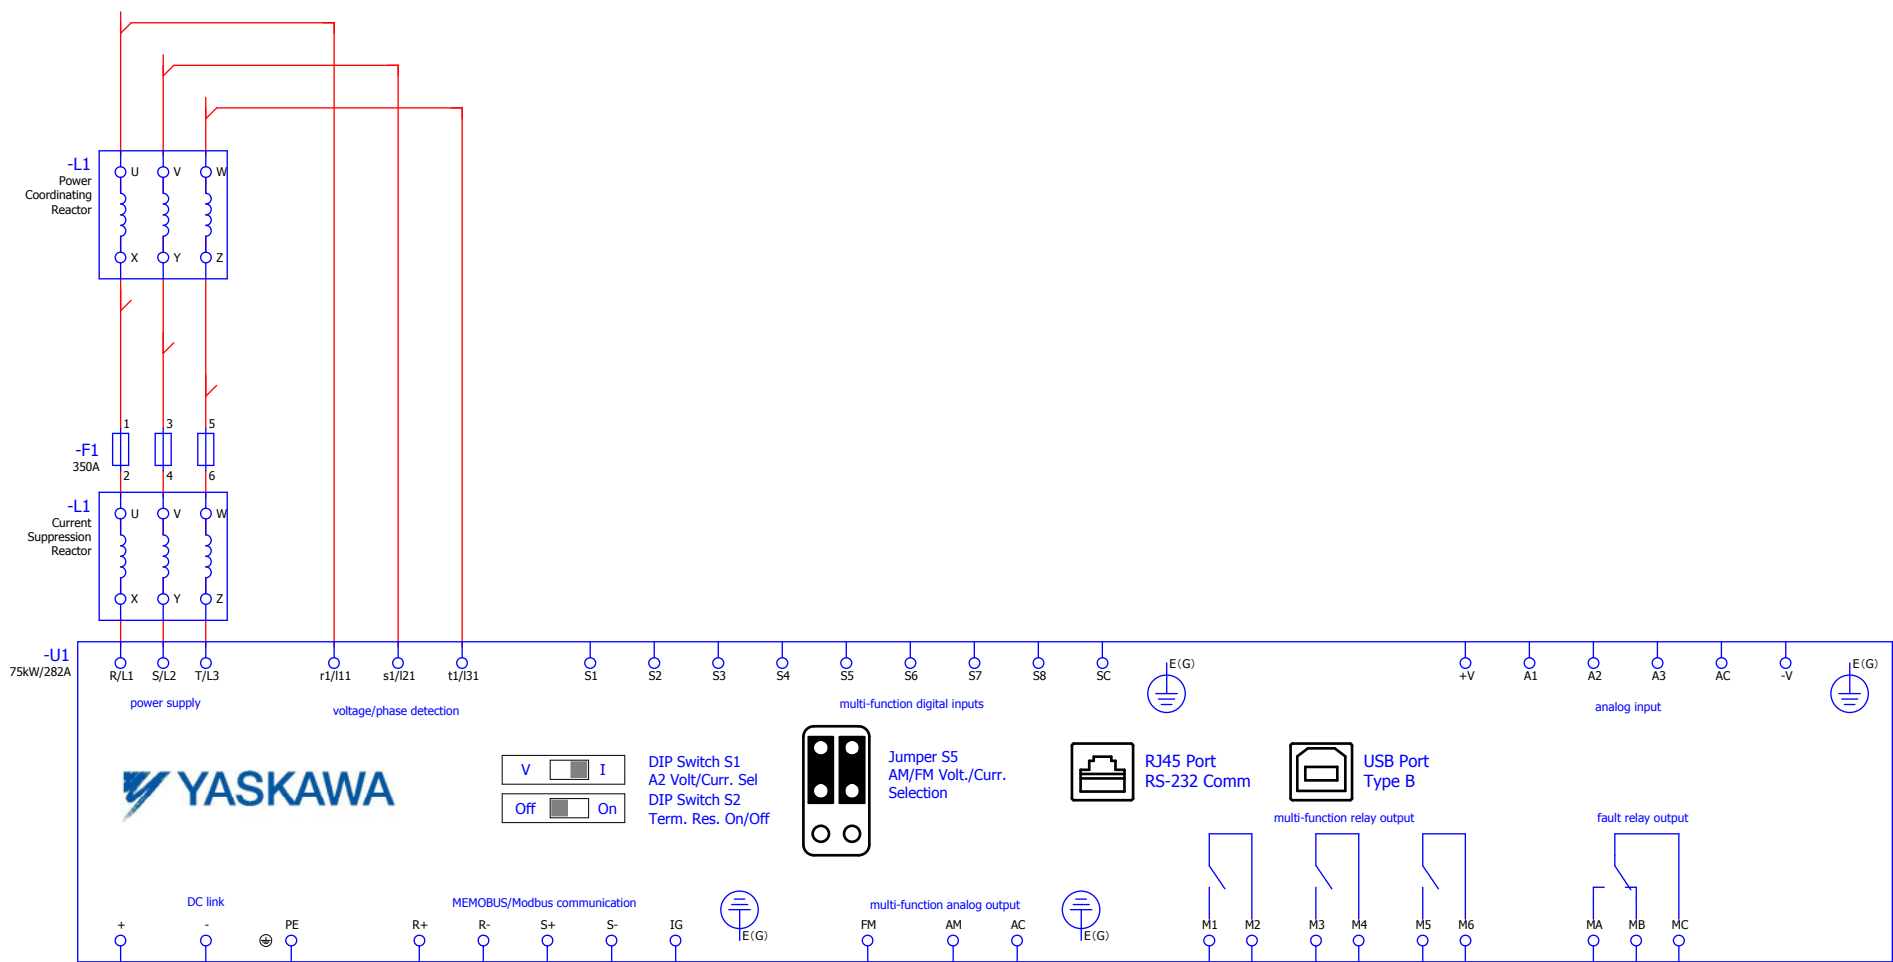 -L1
Power
Coordinating
Reactor
U V W
X Y Z
1 3 5
-F1
350A
2 4 6
-L1
Current
Suppression
Reactor
U V W
X Y Z
-U1
75kW/282A
R/L1 S/L2 T/L3 r1/l11 s1/l21 t1/l31 S1 S2 S3 S4 S5 S6 S7 S8 SC E(G) +V A1 A2 A3 AC -V E(G)
power supply voltage/phase detection multi-function digital inputs analog input
YASKAWA
V I
DIP Switch S1
A2 Volt/Curr. Sel
Off On
DIP Switch S2
Term. Res. On/Off
Jumper S5
AM/FM Volt./Curr.
Selection
RJ45 Port
RS-232 Comm
USB Port
Type B
multi-function relay output fault relay output
DC link MEMOBUS/Modbus communication multi-function analog output
+ - PE R+ R- S+ S- IG E(G) FM AM AC E(G) M1 M2 M3 M4 M5 M6 MA MB MC